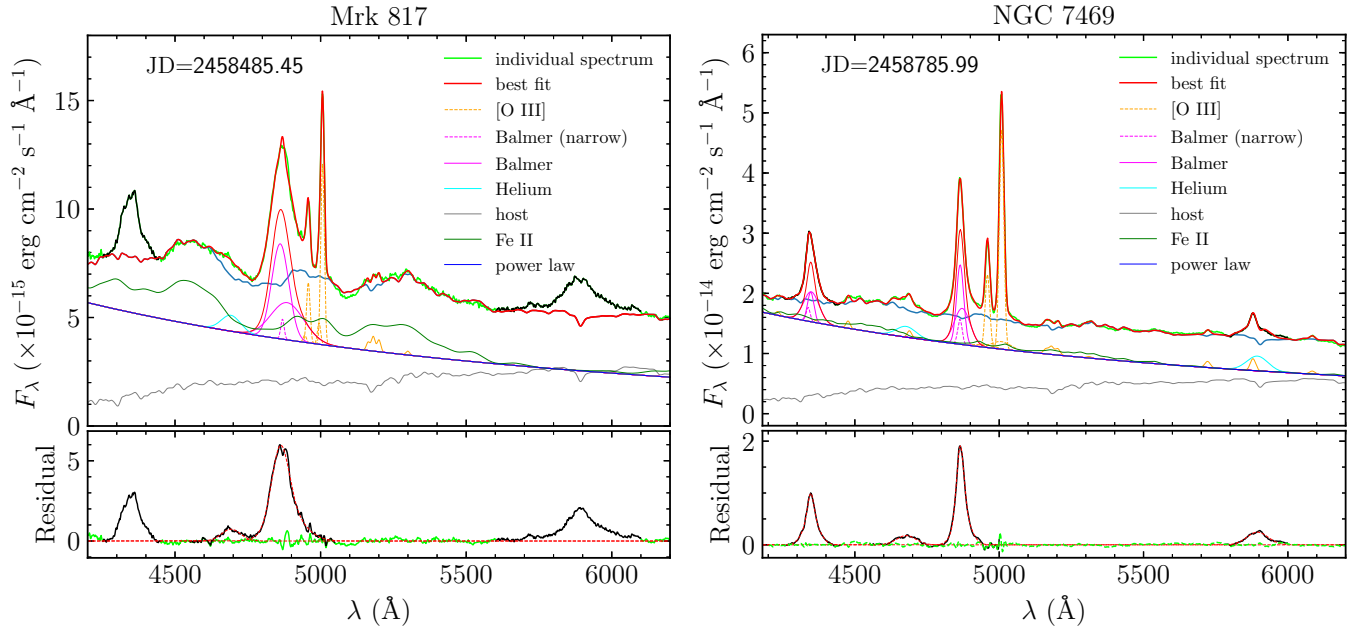 Mrk 817
JD=2458485.45
individual spectrum
best fit
[O III]
Balmer (narrow)
Balmer
Helium
host
Fe II
power law
15
10
5
0
F_λ (×10⁻¹⁵ erg cm⁻² s⁻¹ Å⁻¹)
5
0
Residual
4500 5000 5500 6000
λ (Å)
NGC 7469
JD=2458785.99
individual spectrum
best fit
[O III]
Balmer (narrow)
Balmer
Helium
host
Fe II
power law
6
5
4
3
2
1
0
F_λ (×10⁻¹⁴ erg cm⁻² s⁻¹ Å⁻¹)
2
1
0
Residual
4500 5000 5500 6000
λ (Å)